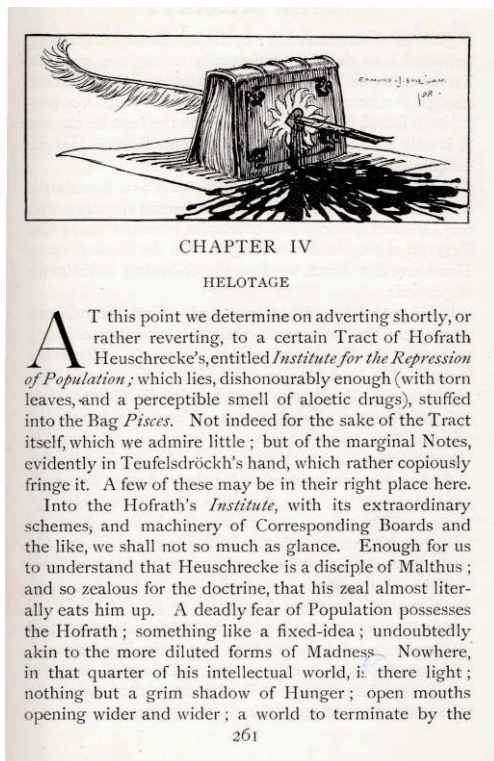 EDMUND·J·SULLIVAN.
CHAPTER IV
HELOTAGE
AT this point we determine on adverting shortly, or
rather reverting, to a certain Tract of Hofrath
Heuschrecke's, entitled Institute for the Repression
of Population; which lies, dishonourably enough (with torn
leaves, and a perceptible smell of aloetic drugs), stuffed
into the Bag Pisces. Not indeed for the sake of the Tract
itself, which we admire little; but of the marginal Notes,
evidently in Teufelsdröckh's hand, which rather copiously
fringe it. A few of these may be in their right place here.
Into the Hofrath's Institute, with its extraordinary
schemes, and machinery of Corresponding Boards and
the like, we shall not so much as glance. Enough for us
to understand that Heuschrecke is a disciple of Malthus;
and so zealous for the doctrine, that his zeal almost liter-
ally eats him up. A deadly fear of Population possesses
the Hofrath; something like a fixed-idea; undoubtedly
akin to the more diluted forms of Madness. Nowhere,
in that quarter of his intellectual world, is there light;
nothing but a grim shadow of Hunger; open mouths
opening wider and wider; a world to terminate by the
261